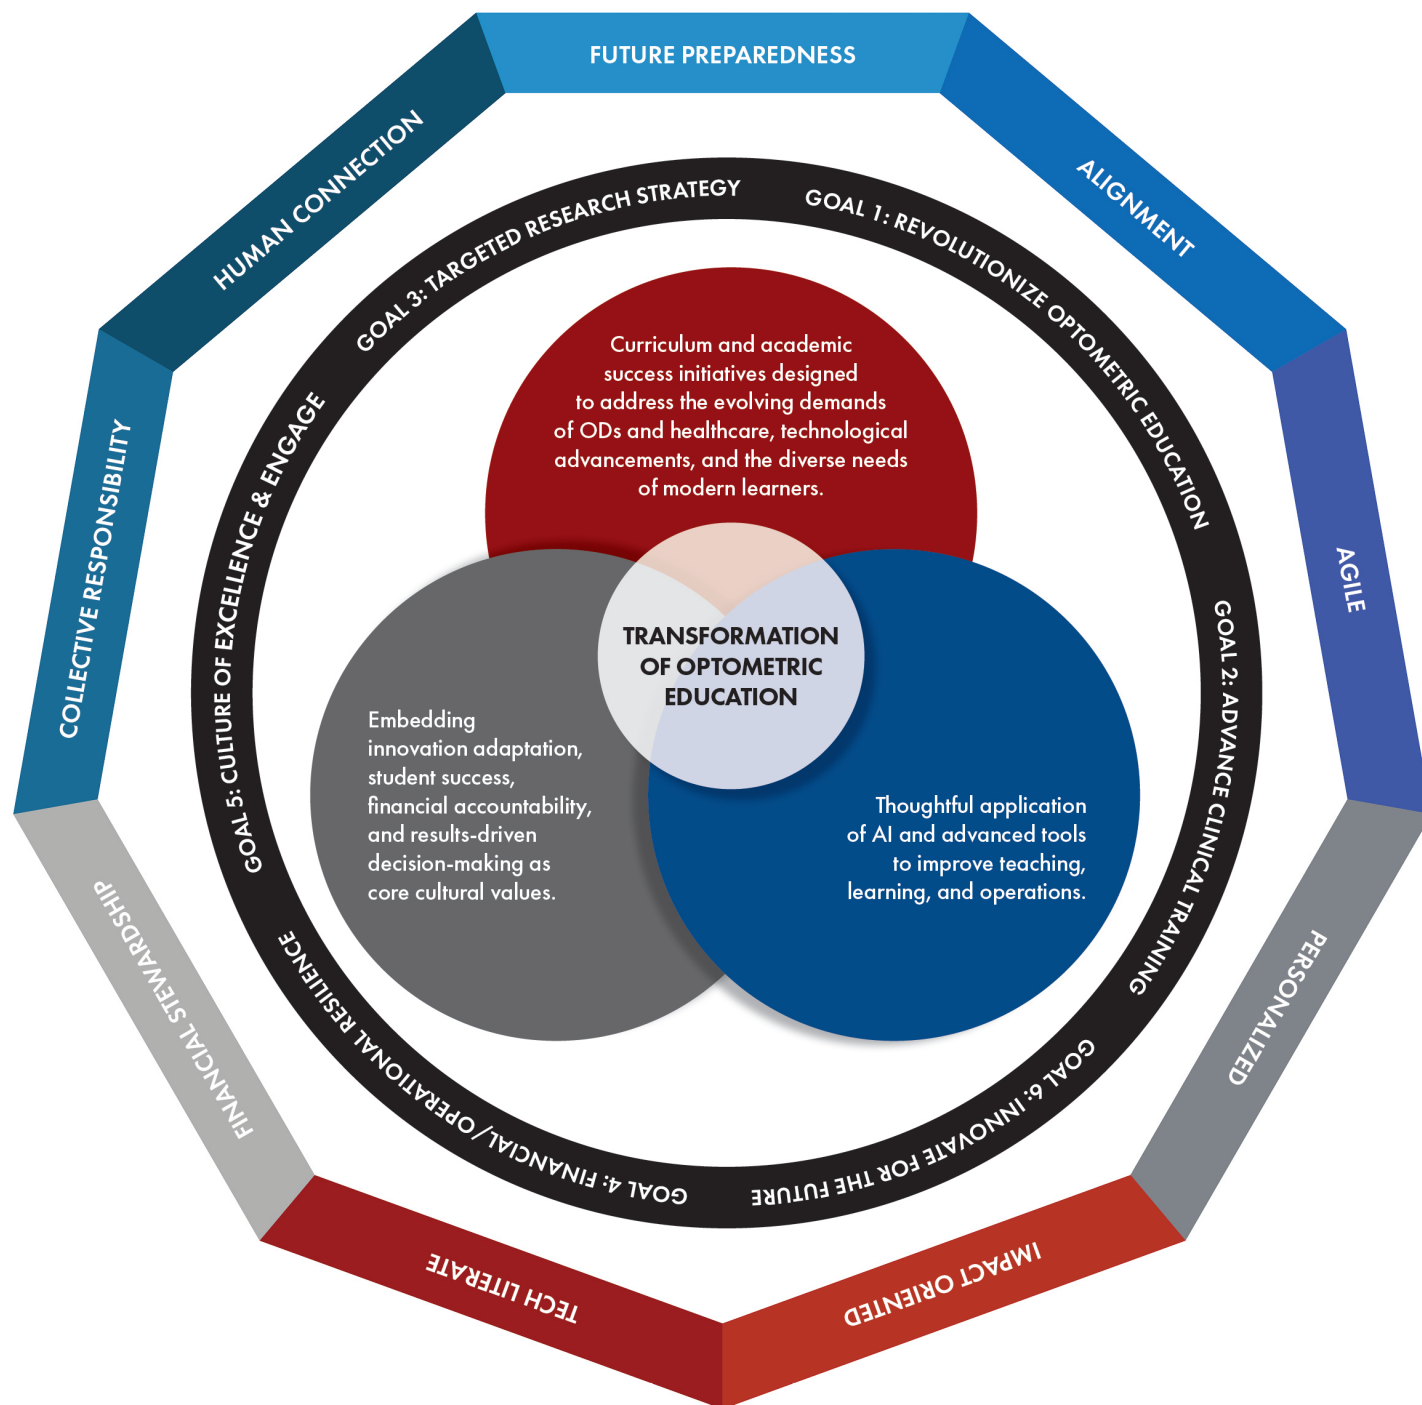 FUTURE PREPAREDNESS
ALIGNMENT
AGILE
PERSONALIZED
IMPACT ORIENTED
TECH LITERATE
FINANCIAL STEWARDSHIP
COLLECTIVE RESPONSIBILITY
HUMAN CONNECTION
GOAL 1: REVOLUTIONIZE OPTOMETRIC EDUCATION
GOAL 2: ADVANCE CLINICAL TRAINING
GOAL 6: INNOVATE FOR THE FUTURE
GOAL 4: FINANCIAL/OPERATIONAL RESILIENCE
GOAL 5: CULTURE OF EXCELLENCE & ENGAGE
GOAL 3: TARGETED RESEARCH STRATEGY
Curriculum and academic
success initiatives designed
to address the evolving demands
of ODs and healthcare, technological
advancements, and the diverse needs
of modern learners.
TRANSFORMATION
OF OPTOMETRIC
EDUCATION
Embedding
innovation adaptation,
student success,
financial accountability,
and results-driven
decision-making as
core cultural values.
Thoughtful application
of AI and advanced tools
to improve teaching,
learning, and operations.